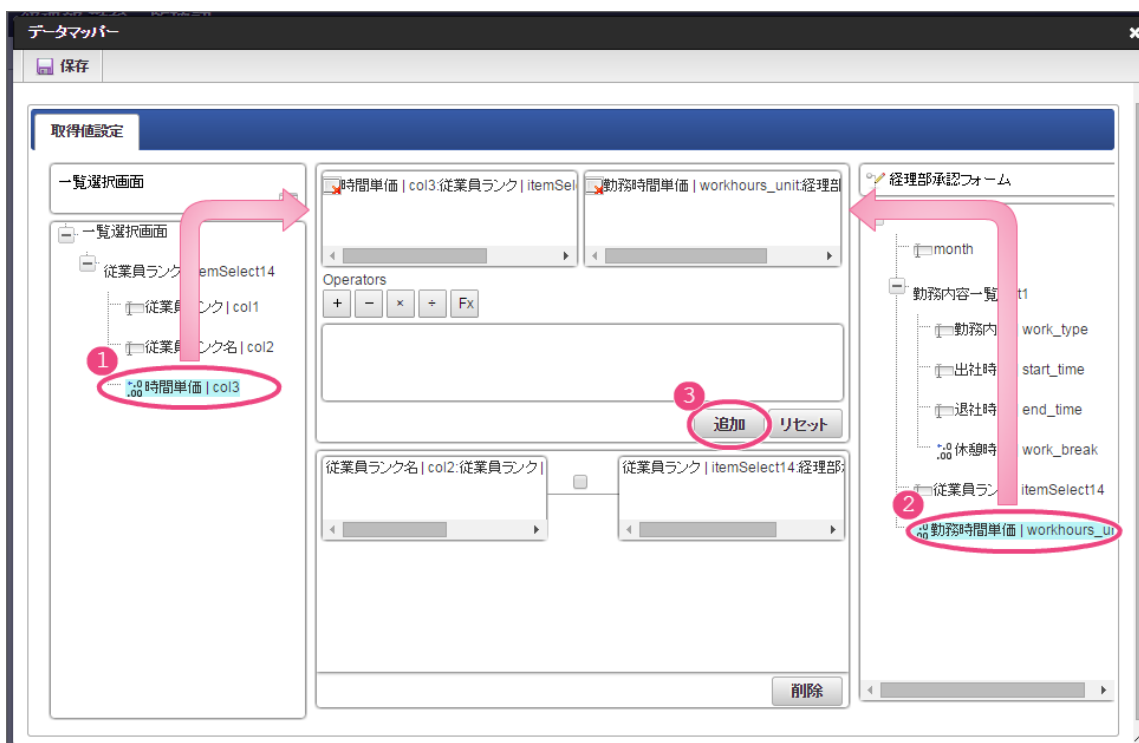 データマッパー
保存
取得値設定
一覧選択画面
一覧選択画面
従業員ランク
emSelect14
従業員ランク | col1
従業員ランク名 | col2
1
時間単価 | col3
時間単価 | col3:従業員ランク | itemSel
勤務時間単価 | workhours_unit:経理部
Operators
+ − × ÷ Fx
3
追加
リセット
従業員ランク名 | col2:従業員ランク |
従業員ランク | itemSelect14:経理部
削除
経理部承認フォーム
month
勤務内容一覧
t1
勤務内
work_type
出社時
start_time
退社時
end_time
休憩時
work_break
従業員ラン
itemSelect14
2
勤務時間単価 | workhours_u